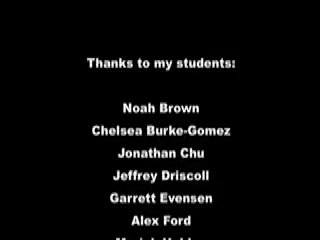 Thanks to my students:
Noah Brown
Chelsea Burke-Gomez
Jonathan Chu
Jeffrey Driscoll
Garrett Evensen
Alex Ford